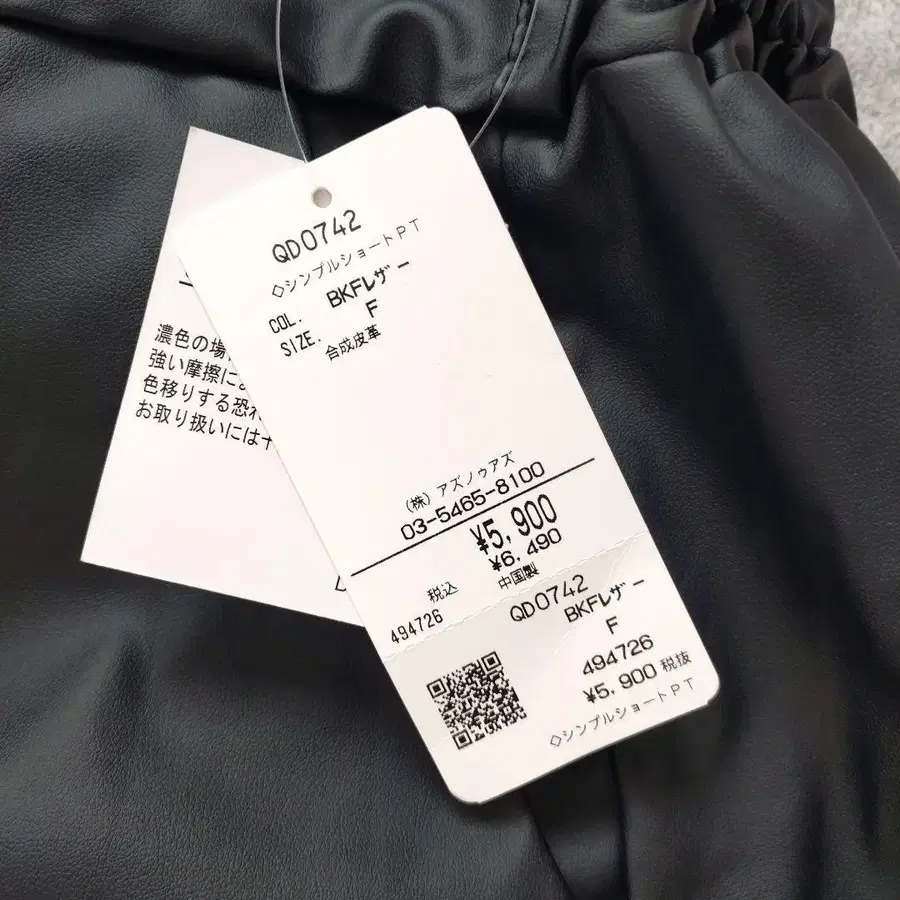 QD0742
◇シンプルショートPT
COL. BKFレザー
SIZE. F
合成皮革
(株) アズノゥアズ
03-5465-8100
¥5,900
¥6,490
税込 中国製
494726
QD0742
BKFレザー
F
494726
¥5,900 税抜
◇シンプルショートPT
濃色の場
強い摩擦によ
色移りする恐れ
お取り扱いには十